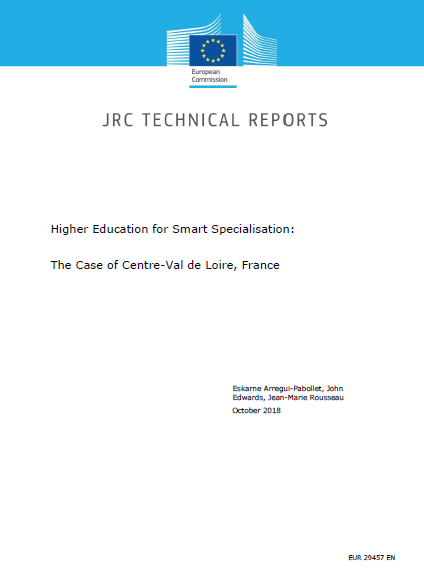 European
Commission
JRC TECHNICAL REPORTS
Higher Education for Smart Specialisation:
The Case of Centre-Val de Loire, France
Eskarne Arregui-Pabollet, John
Edwards, Jean-Marie Rousseau
October 2018
EUR 29457 EN